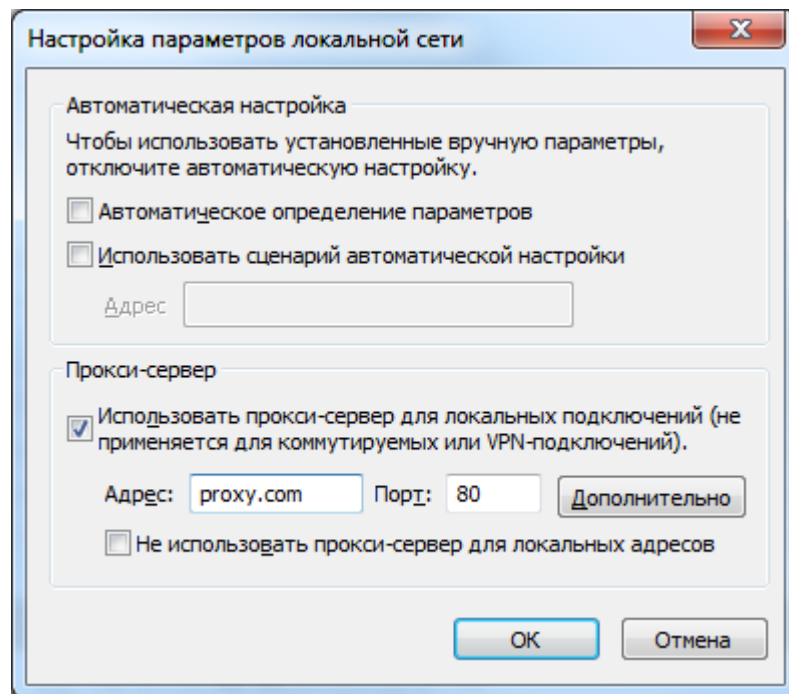 Настройка параметров локальной сети
Автоматическая настройка
Чтобы использовать установленные вручную параметры,
отключите автоматическую настройку.
Автоматическое определение параметров
Использовать сценарий автоматической настройки
Адрес
Прокси-сервер
Использовать прокси-сервер для локальных подключений (не
применяется для коммутируемых или VPN-подключений).
Адрес: proxy.com Порт: 80 Дополнительно
Не использовать прокси-сервер для локальных адресов
ОК Отмена